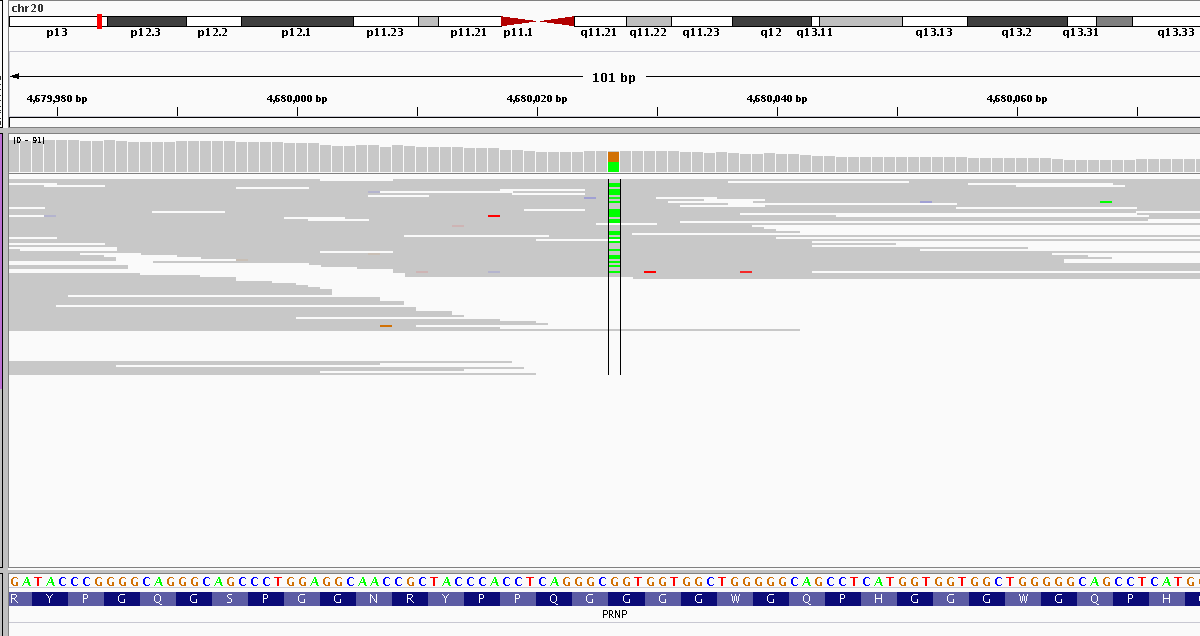 chr20
p13 p12.3 p12.2 p12.1 p11.23 p11.21 p11.1 q11.21 q11.22 q11.23 q12 q13.11 q13.13 q13.2 q13.31 q13.33
101 bp
4,679,980 bp 4,680,000 bp 4,680,020 bp 4,680,040 bp 4,680,060 bp
[0 - 91]
GATACCCGGGGCAGGGCAGCCCTGGAGGCAACCGCTACCCACCTCAGGGCGGTGGTGGCTGGGGGCAGCCTCATGGTGGTGGCTGGGGGCAGCCTCATG
R Y P G Q G S P G G N R Y P P Q G G G G W G Q P H G G G W G Q P H
PRNP